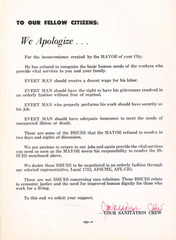 TO OUR FELLOW CITIZENS:
We Apologize . . .
For the inconvenience created by the MAYOR of your City.
He has refused to recognize the basic human needs of the workers who
provide vital services to you and your family.
EVERY MAN should receive a decent wage for his labor.
EVERY MAN should have the right to have his grievances resolved in
an orderly fashion without fear of reprisal.
EVERY MAN who properly performs his work should have security on
his job.
EVERY MAN should have adequate insurance to meet the needs of
unexpected illness or death.
These are some of the ISSUES that the MAYOR refused to resolve in
two days and nights of discussion.
We are anxious to return to our jobs and again provide the vital services
you need as soon as the MAYOR meets his responsibility to resolve the IS-
SUES mentioned above.
We desire these ISSUES to be negotiated in an orderly fashion through
our selected representative, Local 1733, AFSCME, AFL-CIO.
These are not ISSUES concerning race relations. These ISSUES relate
to economic justice and the need for improved human dignity for those who
work for a living.
To this end we solicit your support.
YOUR SANITATION CREW